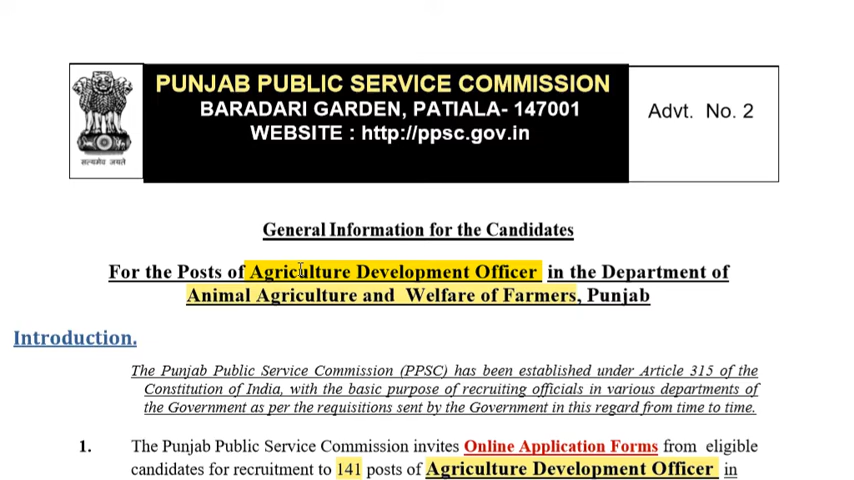 PUNJAB PUBLIC SERVICE COMMISSION
BARADARI GARDEN, PATIALA- 147001
WEBSITE : http://ppsc.gov.in
Advt. No. 2
सत्यमेव जयते
General Information for the Candidates
For the Posts of Agriculture Development Officer in the Department of
Animal Agriculture and Welfare of Farmers, Punjab
Introduction.
The Punjab Public Service Commission (PPSC) has been established under Article 315 of the
Constitution of India, with the basic purpose of recruiting officials in various departments of
the Government as per the requisitions sent by the Government in this regard from time to time.
1. The Punjab Public Service Commission invites Online Application Forms from eligible
candidates for recruitment to 141 posts of Agriculture Development Officer in